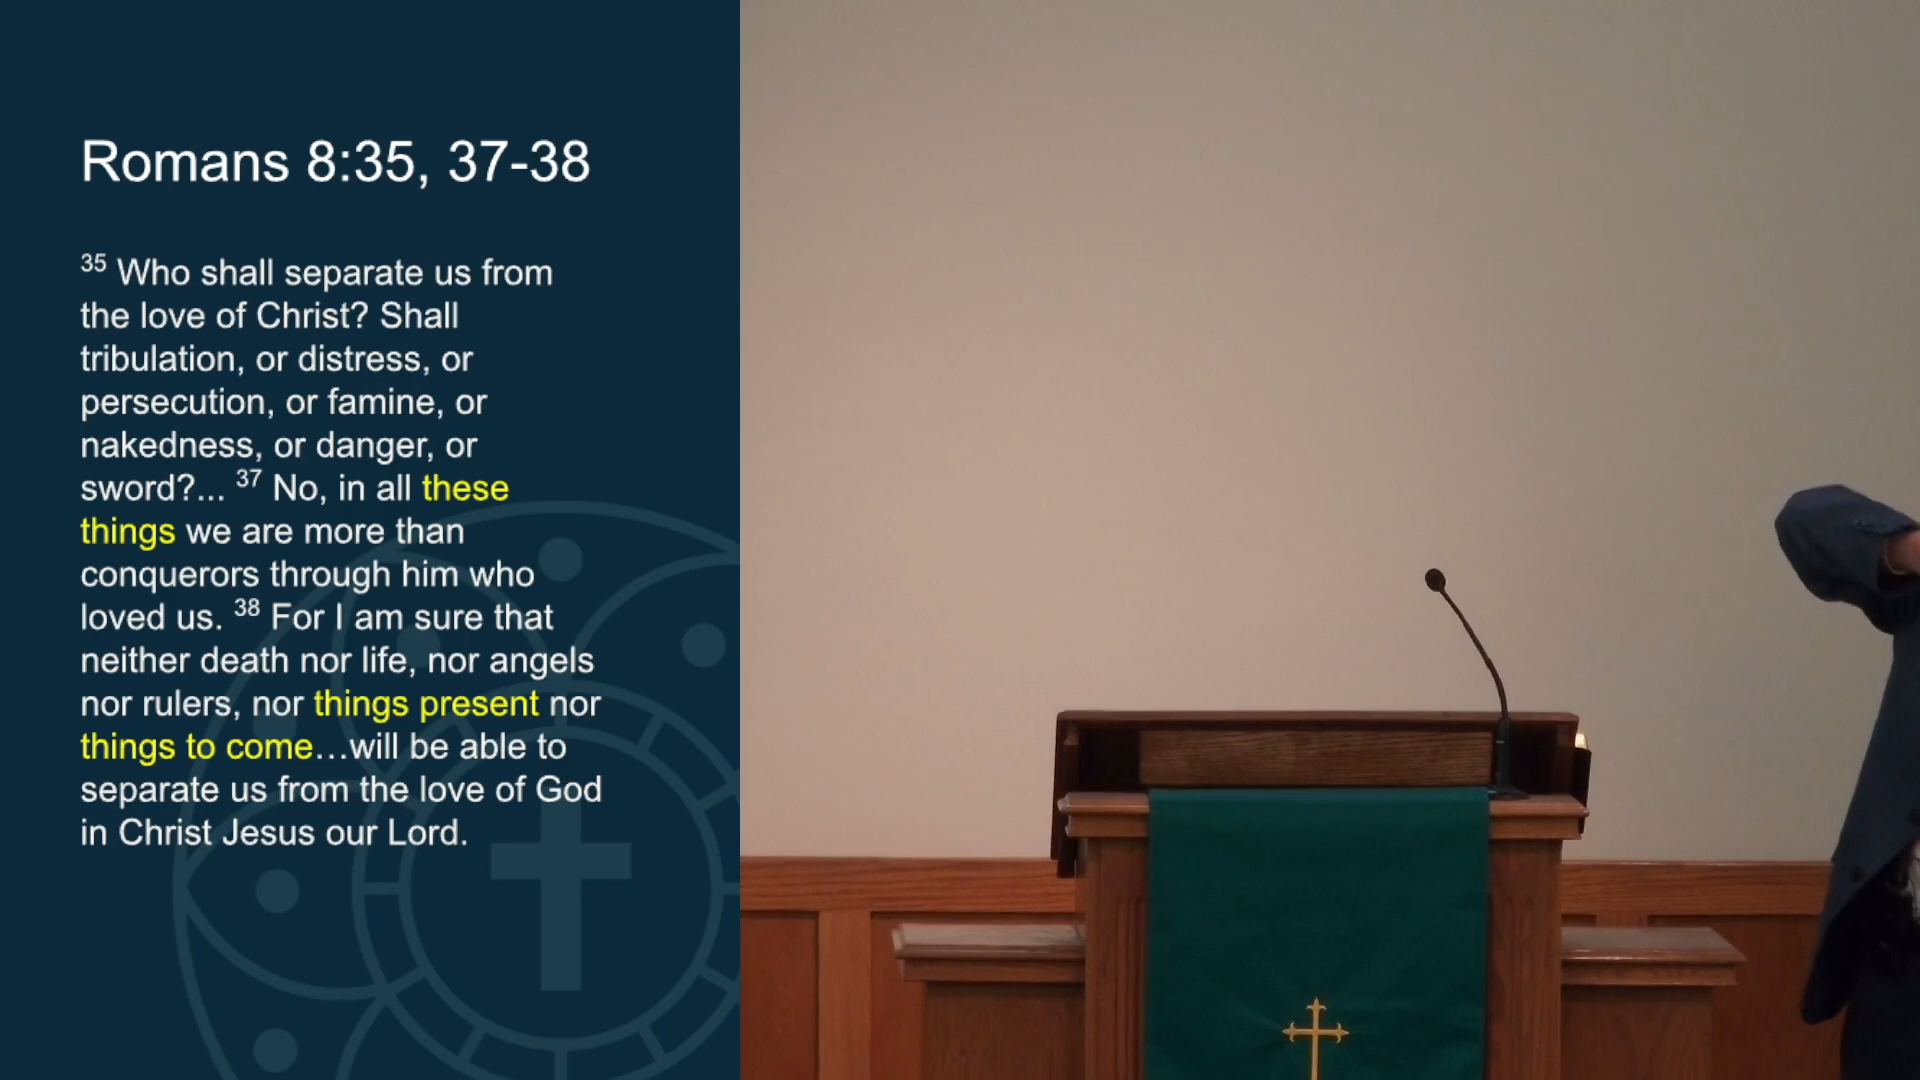 Romans 8:35, 37-38
35 Who shall separate us from
the love of Christ? Shall
tribulation, or distress, or
persecution, or famine, or
nakedness, or danger, or
sword?... 37 No, in all these
things we are more than
conquerors through him who
loved us. 38 For I am sure that
neither death nor life, nor angels
nor rulers, nor things present nor
things to come…will be able to
separate us from the love of God
in Christ Jesus our Lord.